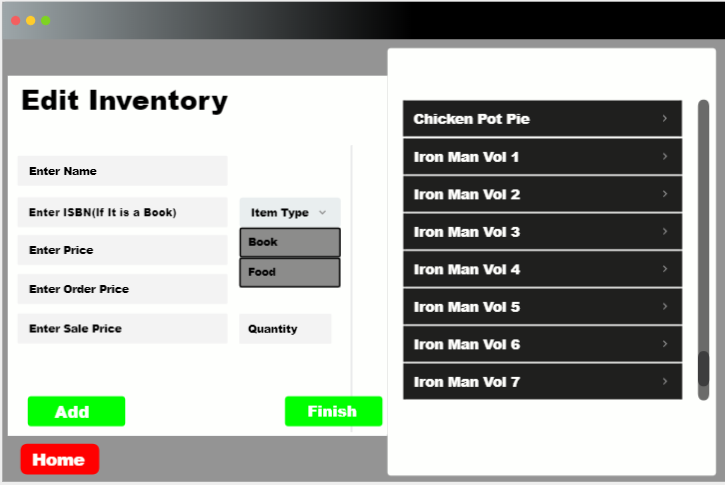 Edit Inventory
Enter Name
Enter ISBN(If It is a Book)
Item Type
Enter Price
Book
Food
Enter Order Price
Enter Sale Price
Quantity
Add
Finish
Home
Chicken Pot Pie
Iron Man Vol 1
Iron Man Vol 2
Iron Man Vol 3
Iron Man Vol 4
Iron Man Vol 5
Iron Man Vol 6
Iron Man Vol 7